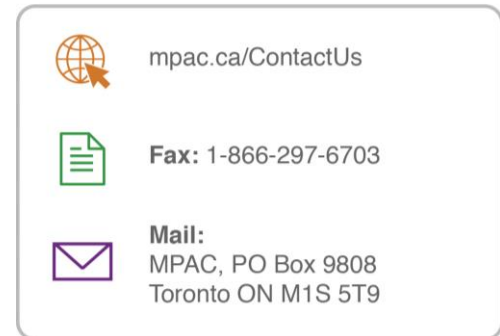 mpac.ca/ContactUs
Fax: 1-866-297-6703
Mail:
MPAC, PO Box 9808
Toronto ON M1S 5T9